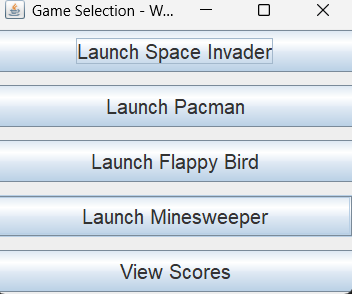 Game Selection - W...
Launch Space Invader
Launch Pacman
Launch Flappy Bird
Launch Minesweeper
View Scores